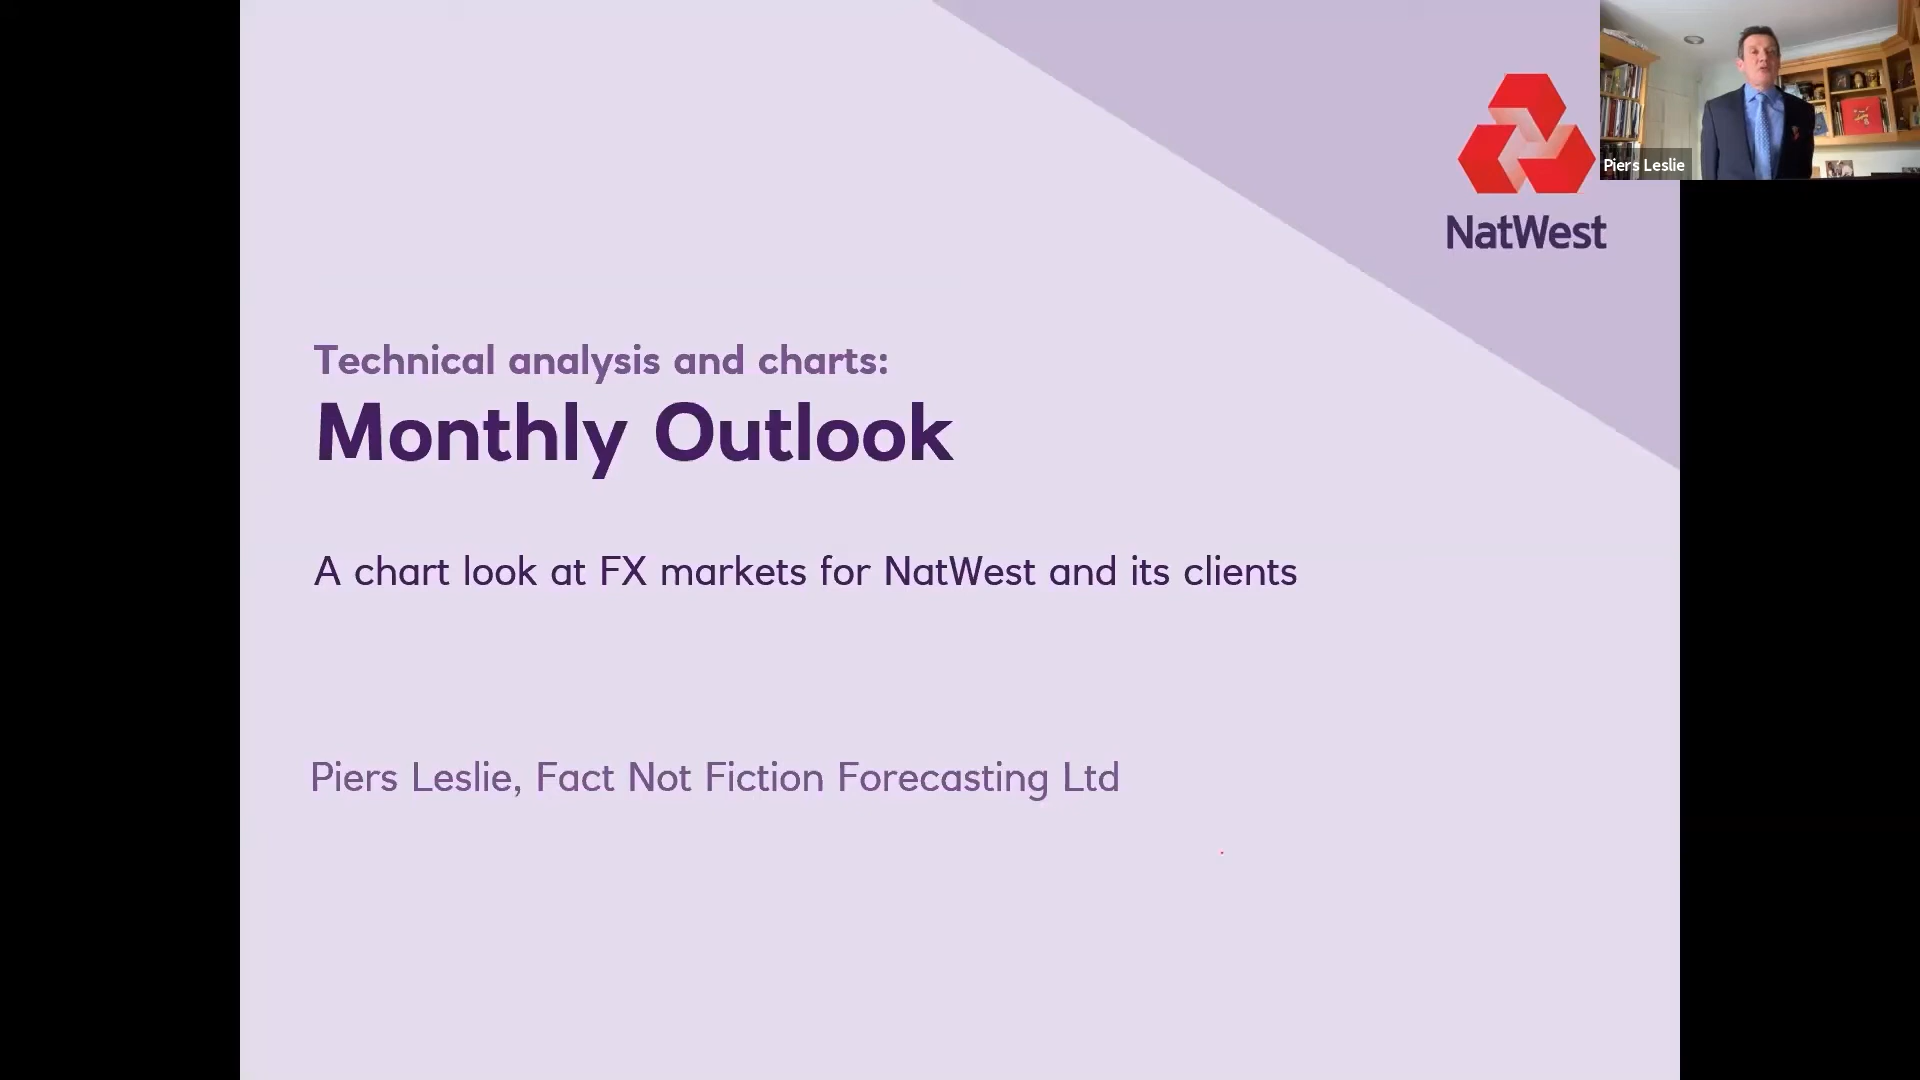 Piers Leslie
NatWest
Technical analysis and charts:
Monthly Outlook
A chart look at FX markets for NatWest and its clients
Piers Leslie, Fact Not Fiction Forecasting Ltd